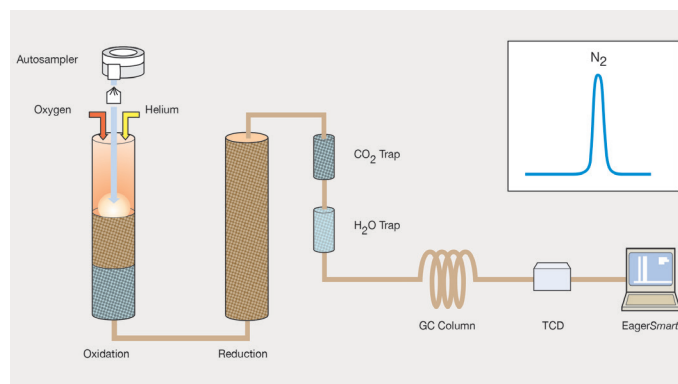 Autosampler
Oxygen
Helium
CO2 Trap
H2O Trap
N2
Oxidation
Reduction
GC Column
TCD
EagerSmart